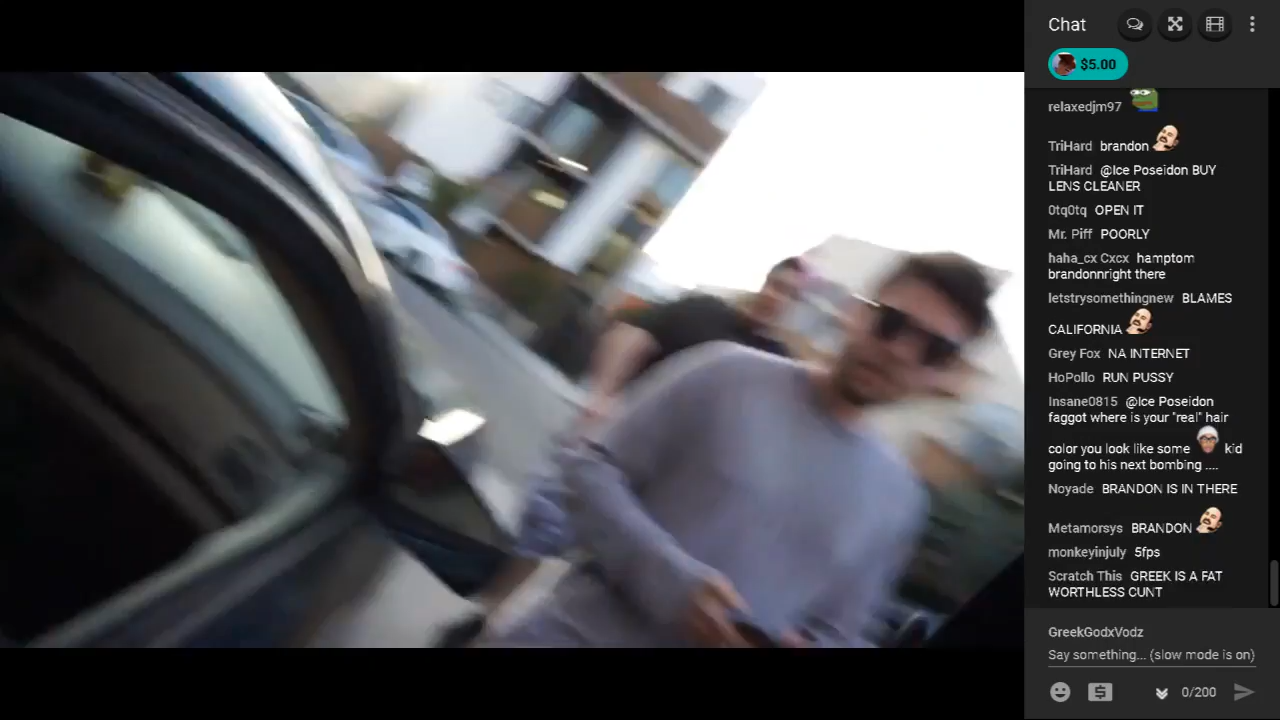 Chat
$5.00
relaxedjm97
TriHard brandon
TriHard @Ice Poseidon BUY
LENS CLEANER
0tq0tq OPEN IT
Mr. Piff POORLY
haha_cx Cxcx hamptom
brandonnright there
letstrysomethingnew BLAMES
CALIFORNIA
Grey Fox NA INTERNET
HoPollo RUN PUSSY
Insane0815 @Ice Poseidon
faggot where is your "real" hair
color you look like some kid
going to his next bombing ....
Noyade BRANDON IS IN THERE
Metamorsys BRANDON
monkeyinjuly 5fps
Scratch This GREEK IS A FAT
WORTHLESS CUNT
GreekGodxVodz
Say something... (slow mode is on)
0/200